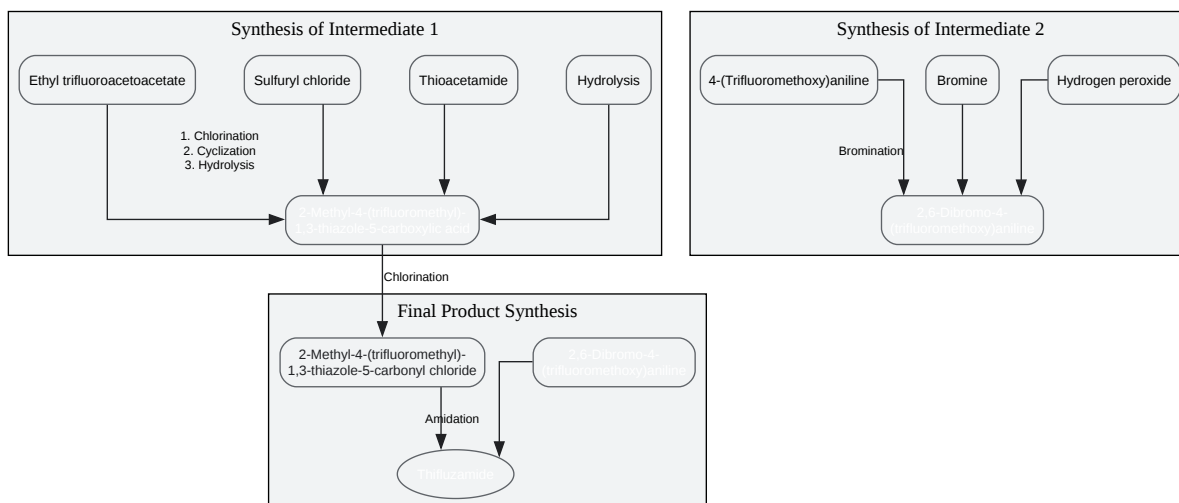 Synthesis of Intermediate 1
Ethyl trifluoroacetoacetate
Sulfuryl chloride
Thioacetamide
Hydrolysis
1. Chlorination
2. Cyclization
3. Hydrolysis
2-Methyl-4-(trifluoromethyl)-
1,3-thiazole-5-carboxylic acid
Synthesis of Intermediate 2
4-(Trifluoromethoxy)aniline
Bromine
Hydrogen peroxide
Bromination
2,6-Dibromo-4-
(trifluoromethoxy)aniline
Chlorination
Final Product Synthesis
2-Methyl-4-(trifluoromethyl)-
1,3-thiazole-5-carbonyl chloride
2,6-Dibromo-4-
(trifluoromethoxy)aniline
Amidation
Thifluzamide